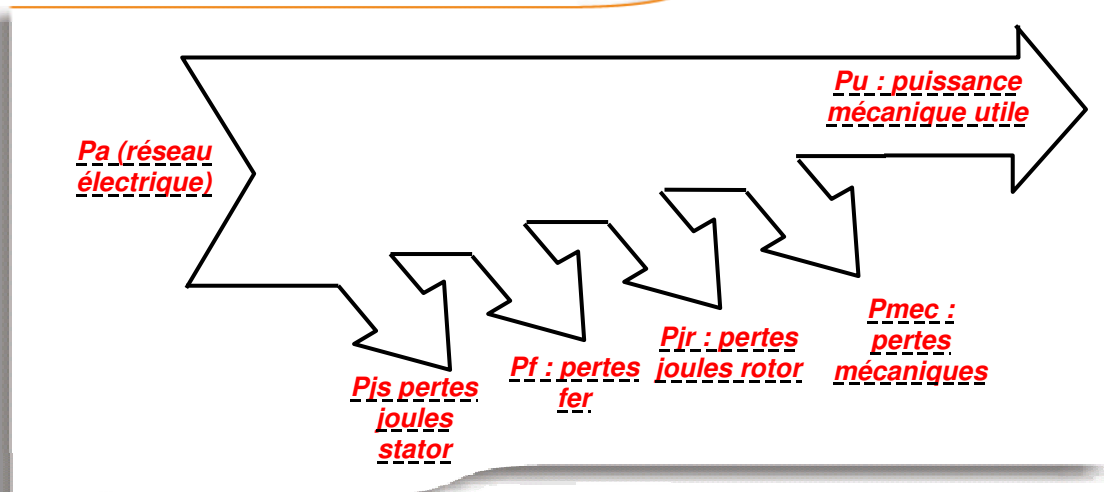 Pu : puissance
mécanique utile
Pa (réseau
électrique)
Pjs pertes
joules
stator
Pf : pertes
fer
Pjr : pertes
joules rotor
Pmec :
pertes
mécaniques